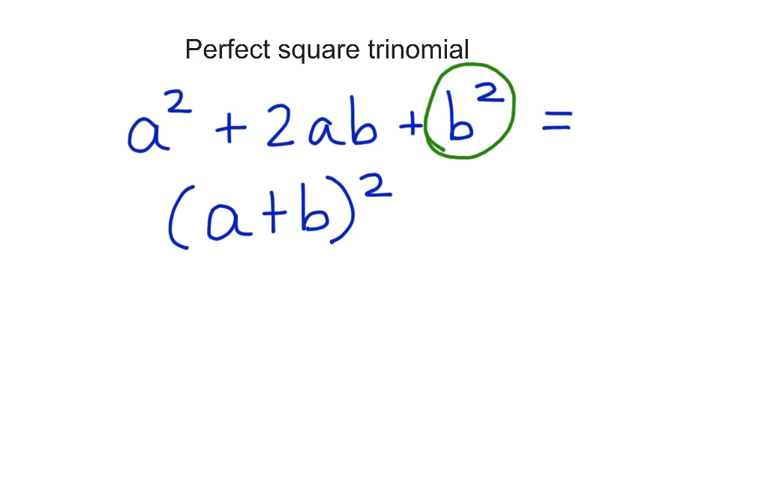 Perfect square trinomial
a² + 2ab + b² =
(a+b)²